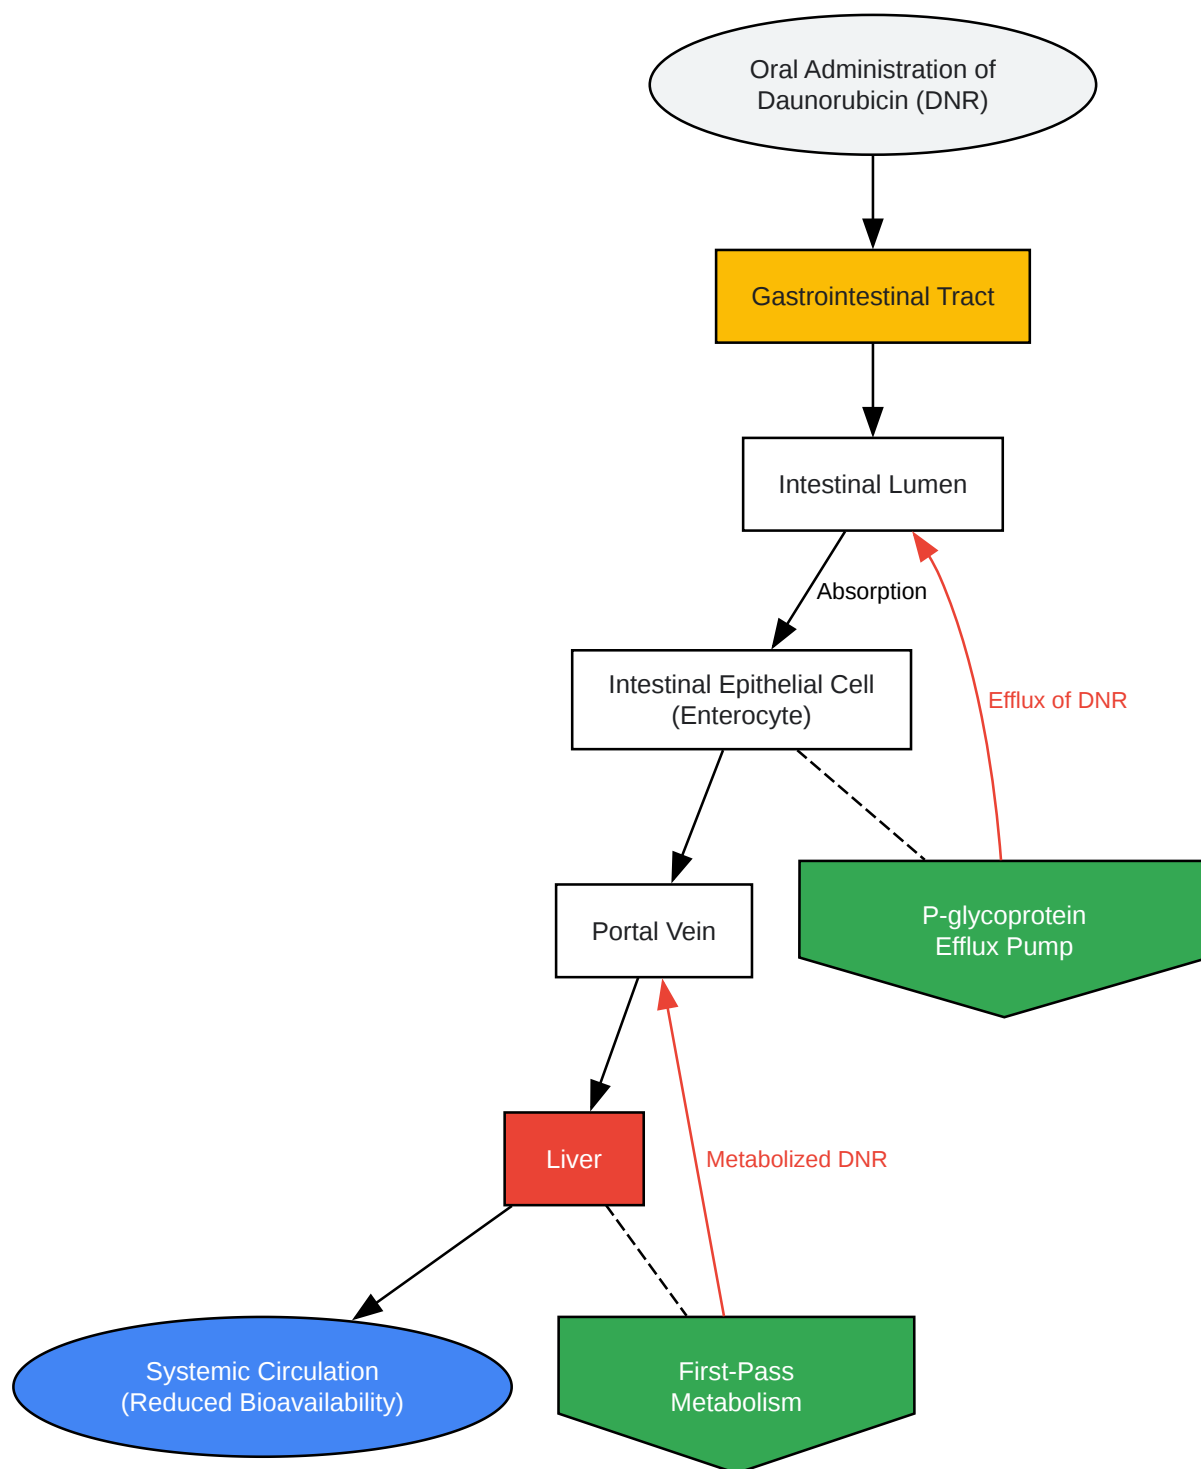 Oral Administration of
Daunorubicin (DNR)
Gastrointestinal Tract
Intestinal Lumen
Absorption
Intestinal Epithelial Cell
(Enterocyte)
Efflux of DNR
P-glycoprotein
Efflux Pump
Portal Vein
Liver
Metabolized DNR
Systemic Circulation
(Reduced Bioavailability)
First-Pass
Metabolism